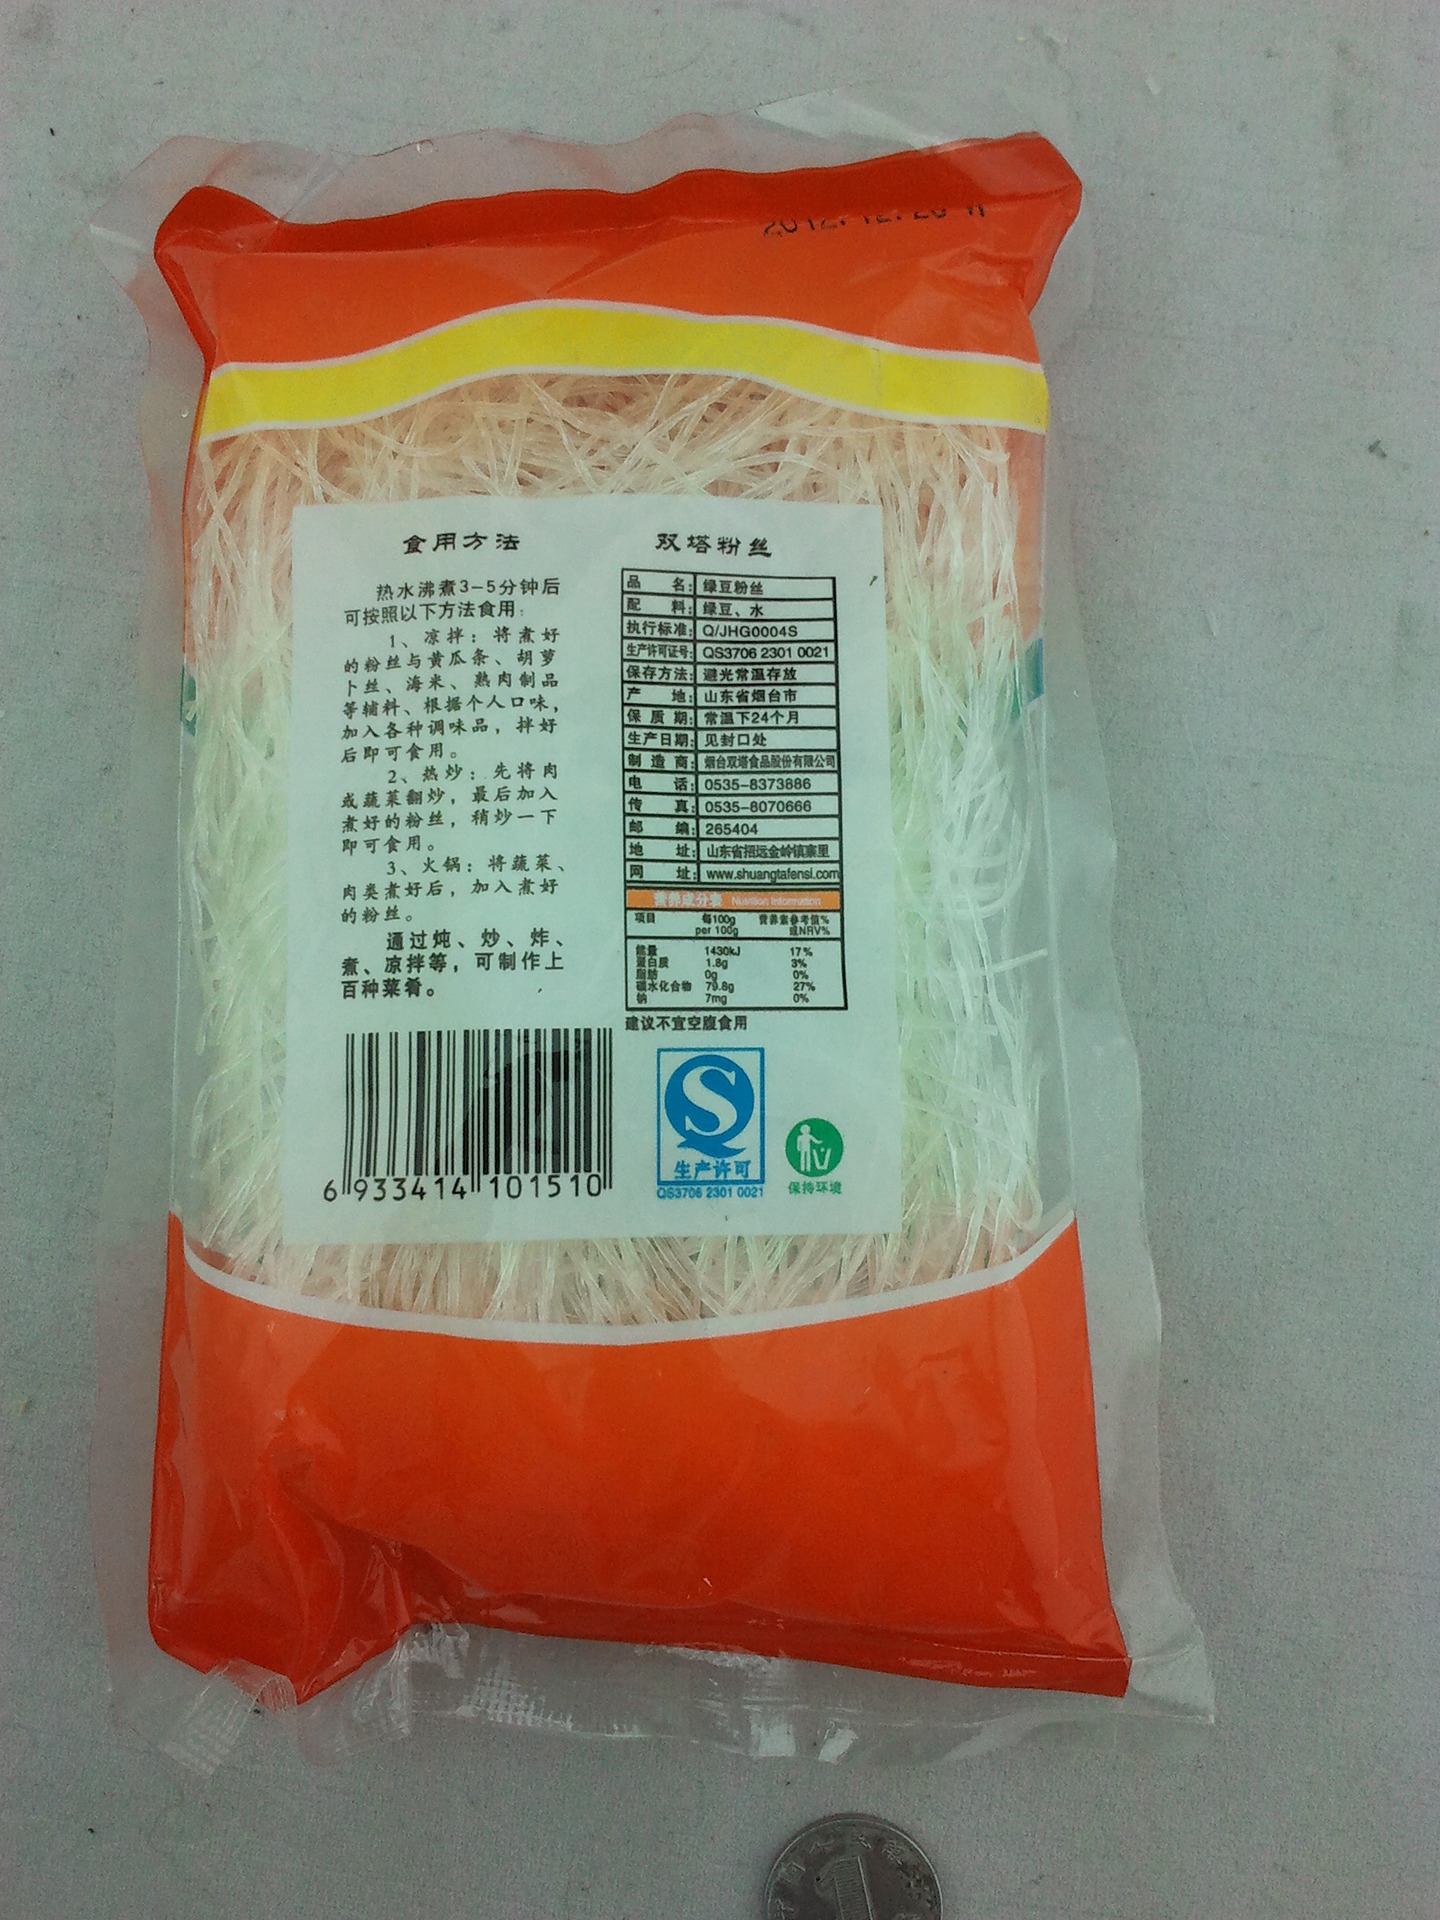 2012.12.20
食用方法
热水沸煮3-5分钟后
可按照以下方法食用:
1、凉拌：将煮好
的粉丝与黄瓜条、胡萝
卜丝、海米、熟肉制品
等辅料、根据个人口味，
加入各种调味品，拌好
后即可食用。
2、热炒：先将肉
或蔬菜翻炒，最后加入
煮好的粉丝，稍炒一下
即可食用。
3、火锅：将蔬菜、
肉类煮好后，加入煮好
的粉丝。
通过炖、炒、炸、
煮、凉拌等，可制作上
百种菜肴。
6 933414 101510
双塔粉丝
品名: 绿豆粉丝
配料: 绿豆、水
执行标准: Q/JHG0004S
生产许可证号: QS3706 2301 0021
保存方法: 避光常温存放
产地: 山东省烟台市
保质期: 常温下24个月
生产日期: 见封口处
制造商: 烟台双塔食品股份有限公司
电话: 0535-8373886
传真: 0535-8070666
邮编: 265404
地址: 山东省招远金岭镇寨里
网址: www.shuangtafensi.com
营养成分表 Nutrition Information
项目 每100g 营养素参考值%
per 100g 或NRV%
能量 1430kJ 17%
蛋白质 1.8g 3%
脂肪 0g 0%
碳水化合物 79.8g 27%
钠 7mg 0%
建议不宜空腹食用
生产许可
QS3706 2301 0021
保持环境
1